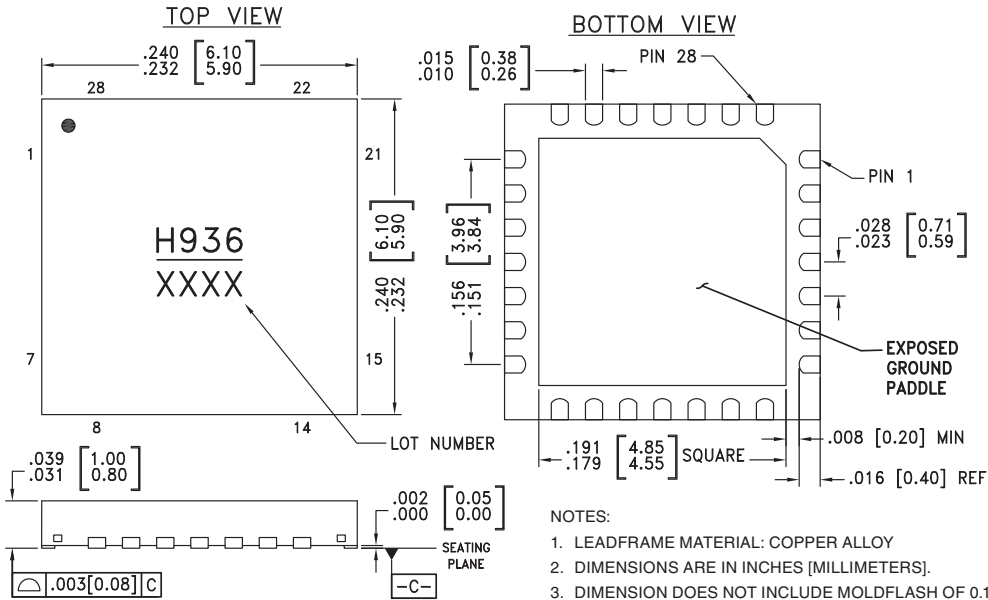 TOP VIEW
.240 [6.10]
.232 [5.90]
28 22
1 21
H936
XXXX
7 15
8 14
.240 [6.10]
.232 [5.90]
LOT NUMBER
BOTTOM VIEW
.015 [0.38]
.010 [0.26]
PIN 28
PIN 1
.156 [3.96]
.151 [3.84]
.028 [0.71]
.023 [0.59]
EXPOSED
GROUND
PADDLE
.191 [4.85]
.179 [4.55] SQUARE
.008 [0.20] MIN
.016 [0.40] REF
.039 [1.00]
.031 [0.80]
.002 [0.05]
.000 [0.00]
SEATING
PLANE
.003[0.08] C
-C-
NOTES:
1. LEADFRAME MATERIAL: COPPER ALLOY
2. DIMENSIONS ARE IN INCHES [MILLIMETERS].
3. DIMENSION DOES NOT INCLUDE MOLDFLASH OF 0.1